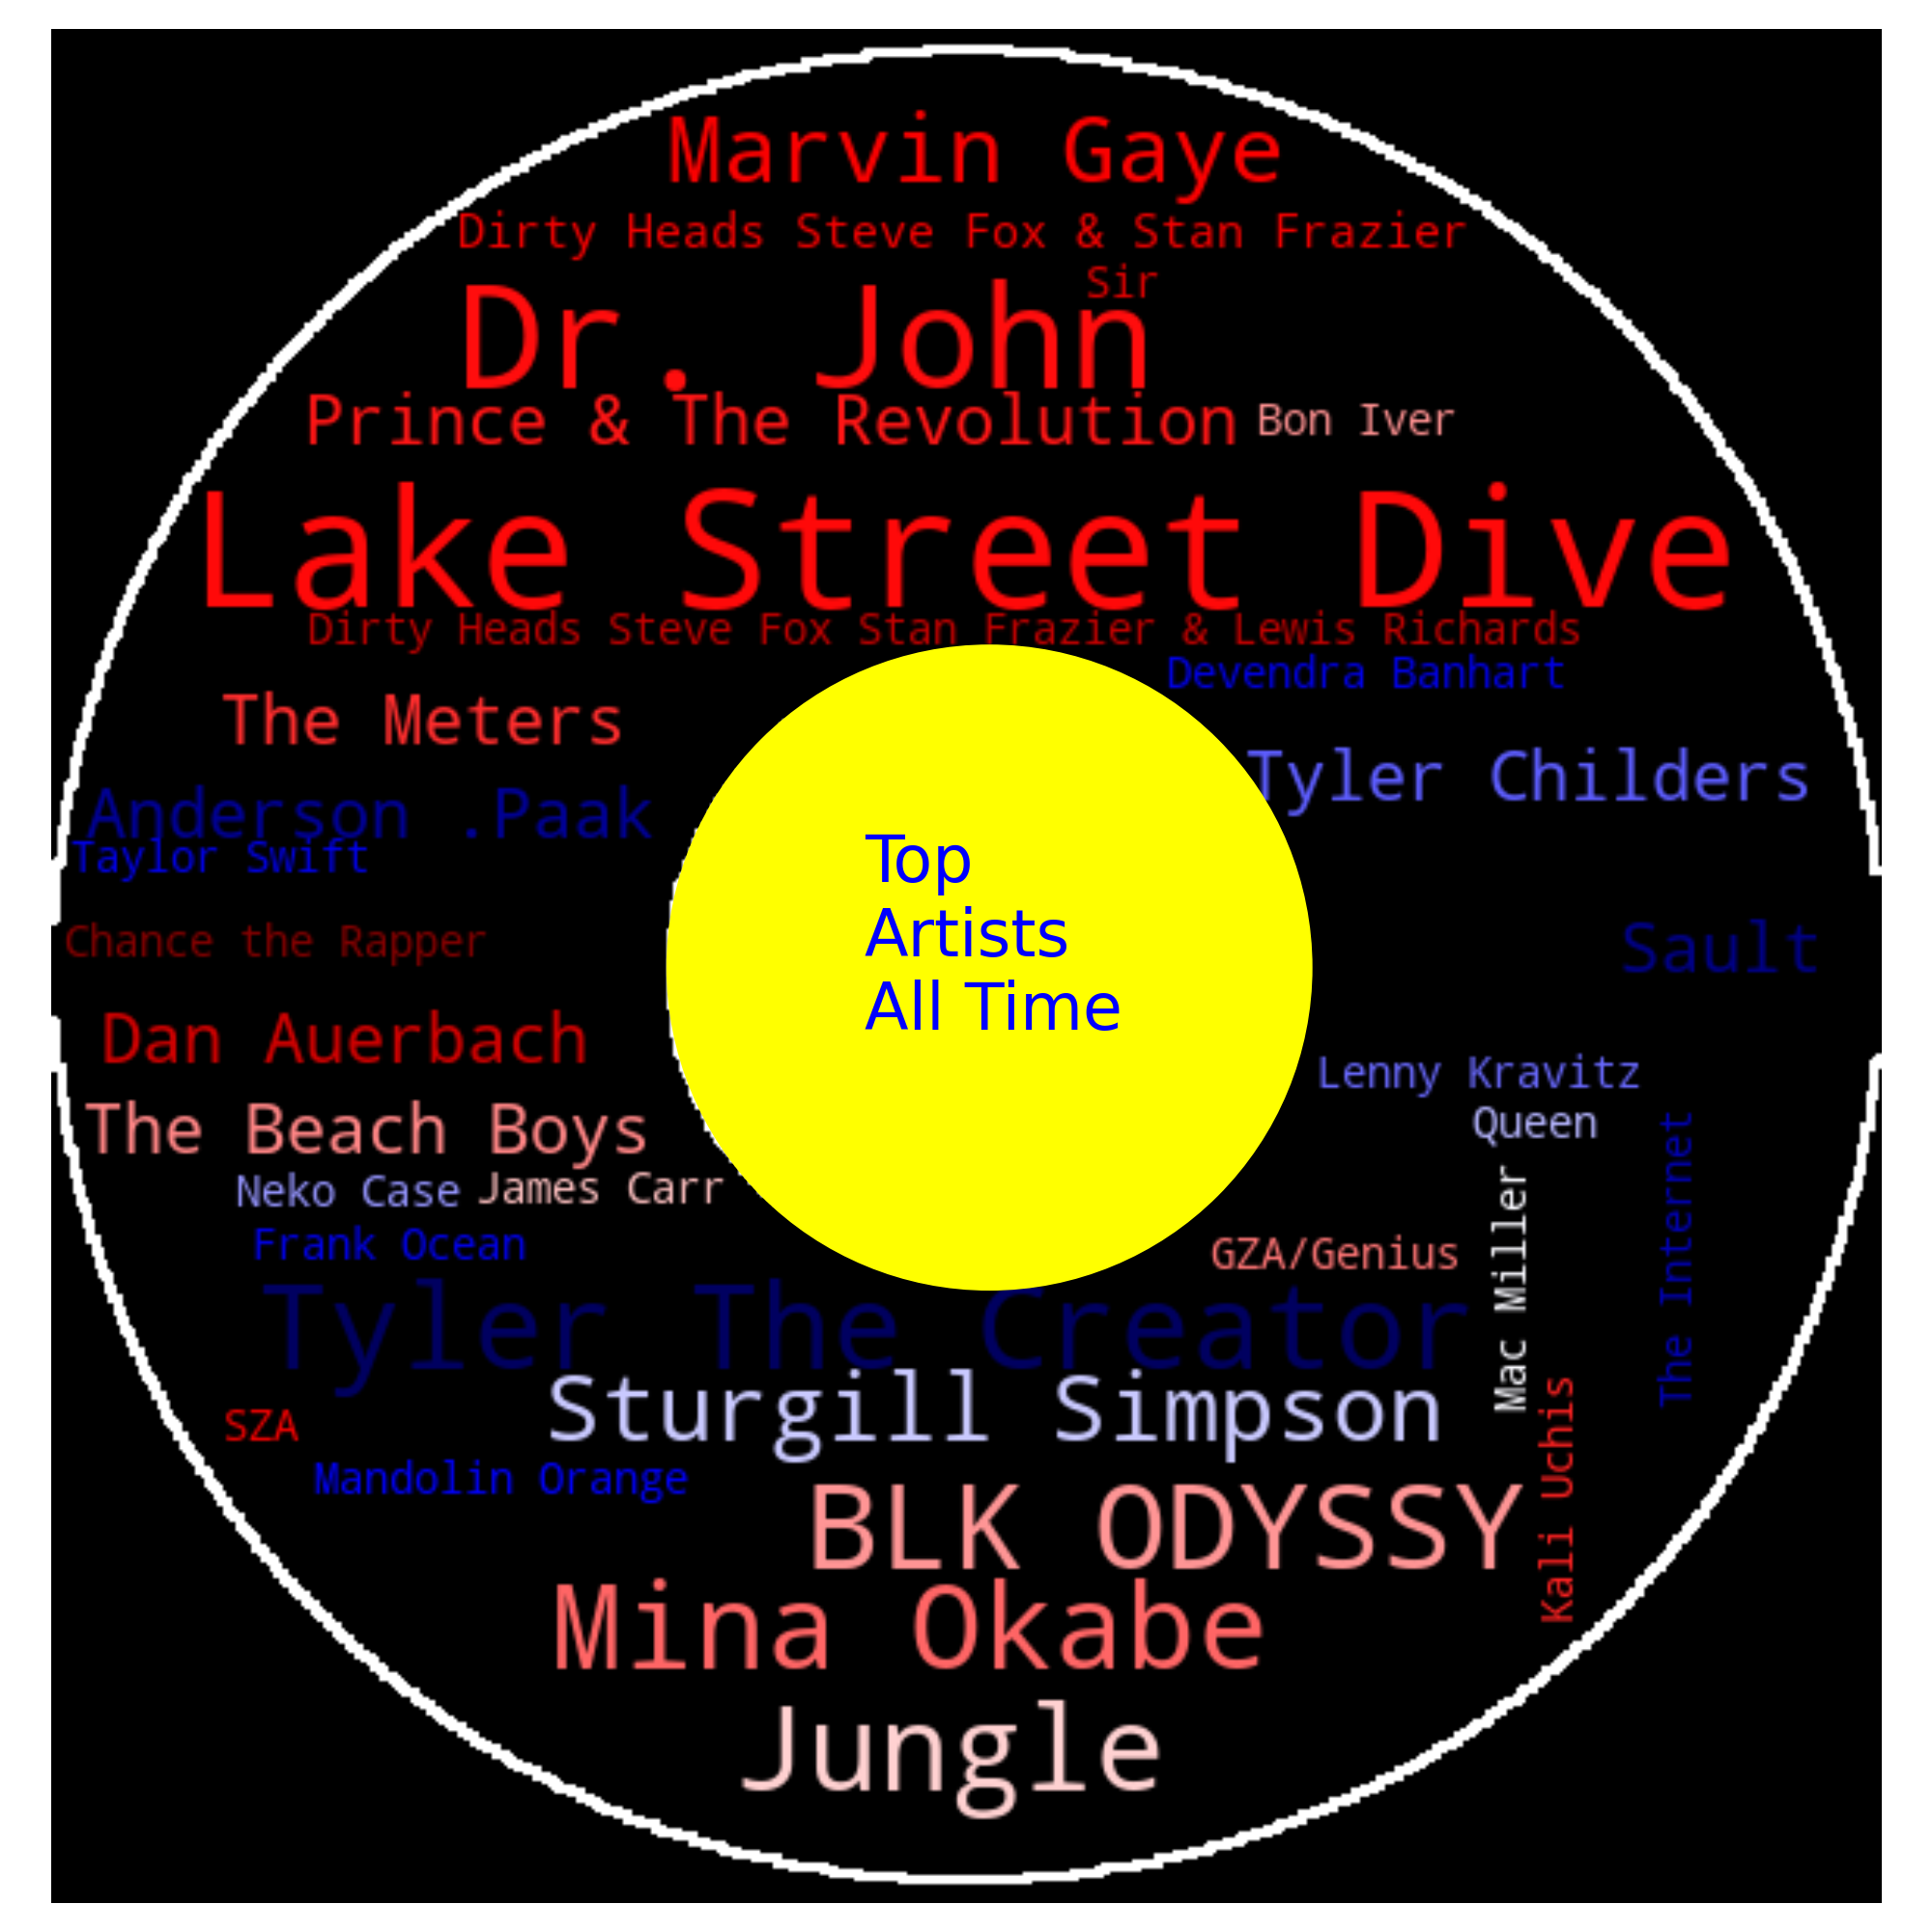 Marvin Gaye
Dirty Heads Steve Fox & Stan Frazier
Sir
Dr. John
Prince & The Revolution
Bon Iver
Lake Street Dive
Dirty Heads Steve Fox Stan Frazier & Lewis Richards
Devendra Banhart
The Meters
Tyler Childers
Anderson .Paak
Taylor Swift
Top
Artists
All Time
Chance the Rapper
Sault
Dan Auerbach
Lenny Kravitz
The Beach Boys
Queen
The Internet
Neko Case
James Carr
Mac Miller
Frank Ocean
GZA/Genius
Tyler The Creator
Sturgill Simpson
SZA
Kali Uchis
Mandolin Orange
BLK ODYSSY
Mina Okabe
Jungle